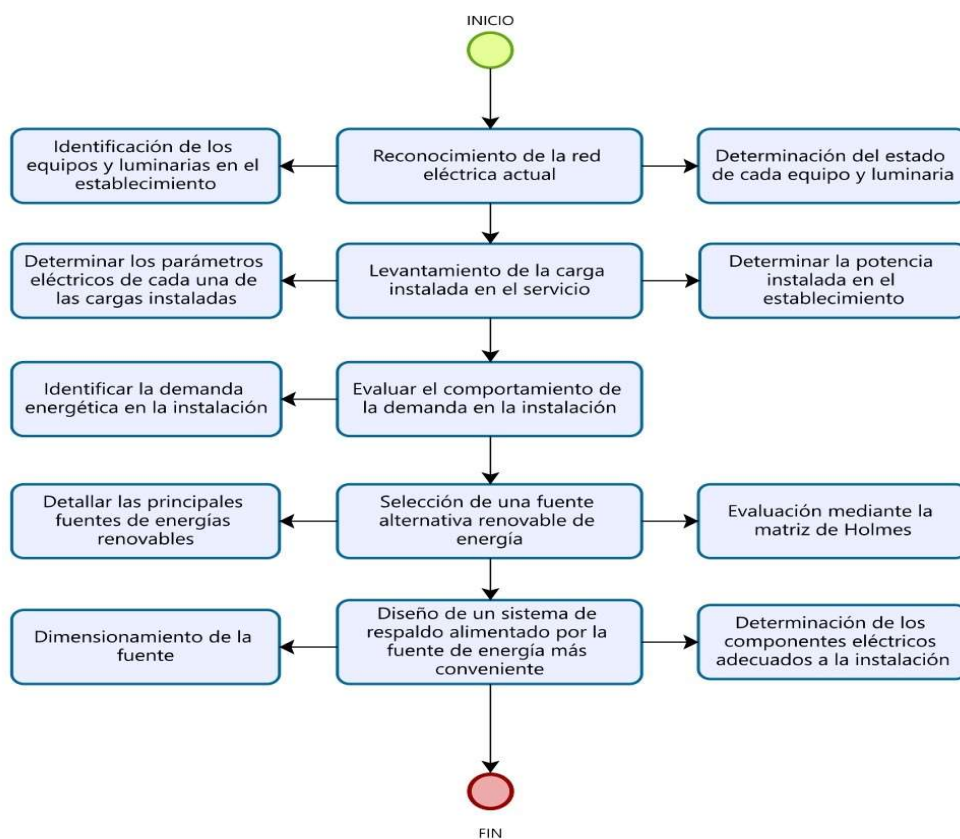 INICIO
Identificación de los
equipos y luminarias en el
establecimiento
Reconocimiento de la red
eléctrica actual
Determinación del estado
de cada equipo y luminaria
Determinar los parámetros
eléctricos de cada una de
las cargas instaladas
Levantamiento de la carga
instalada en el servicio
Determinar la potencia
instalada en el
establecimiento
Identificar la demanda
energética en la instalación
Evaluar el comportamiento de
la demanda en la instalación
Detallar las principales
fuentes de energías
renovables
Selección de una fuente
alternativa renovable de
energía
Evaluación mediante la
matriz de Holmes
Dimensionamiento de la
fuente
Diseño de un sistema de
respaldo alimentado por la
fuente de energía más
conveniente
Determinación de los
componentes eléctricos
adecuados a la instalación
FIN